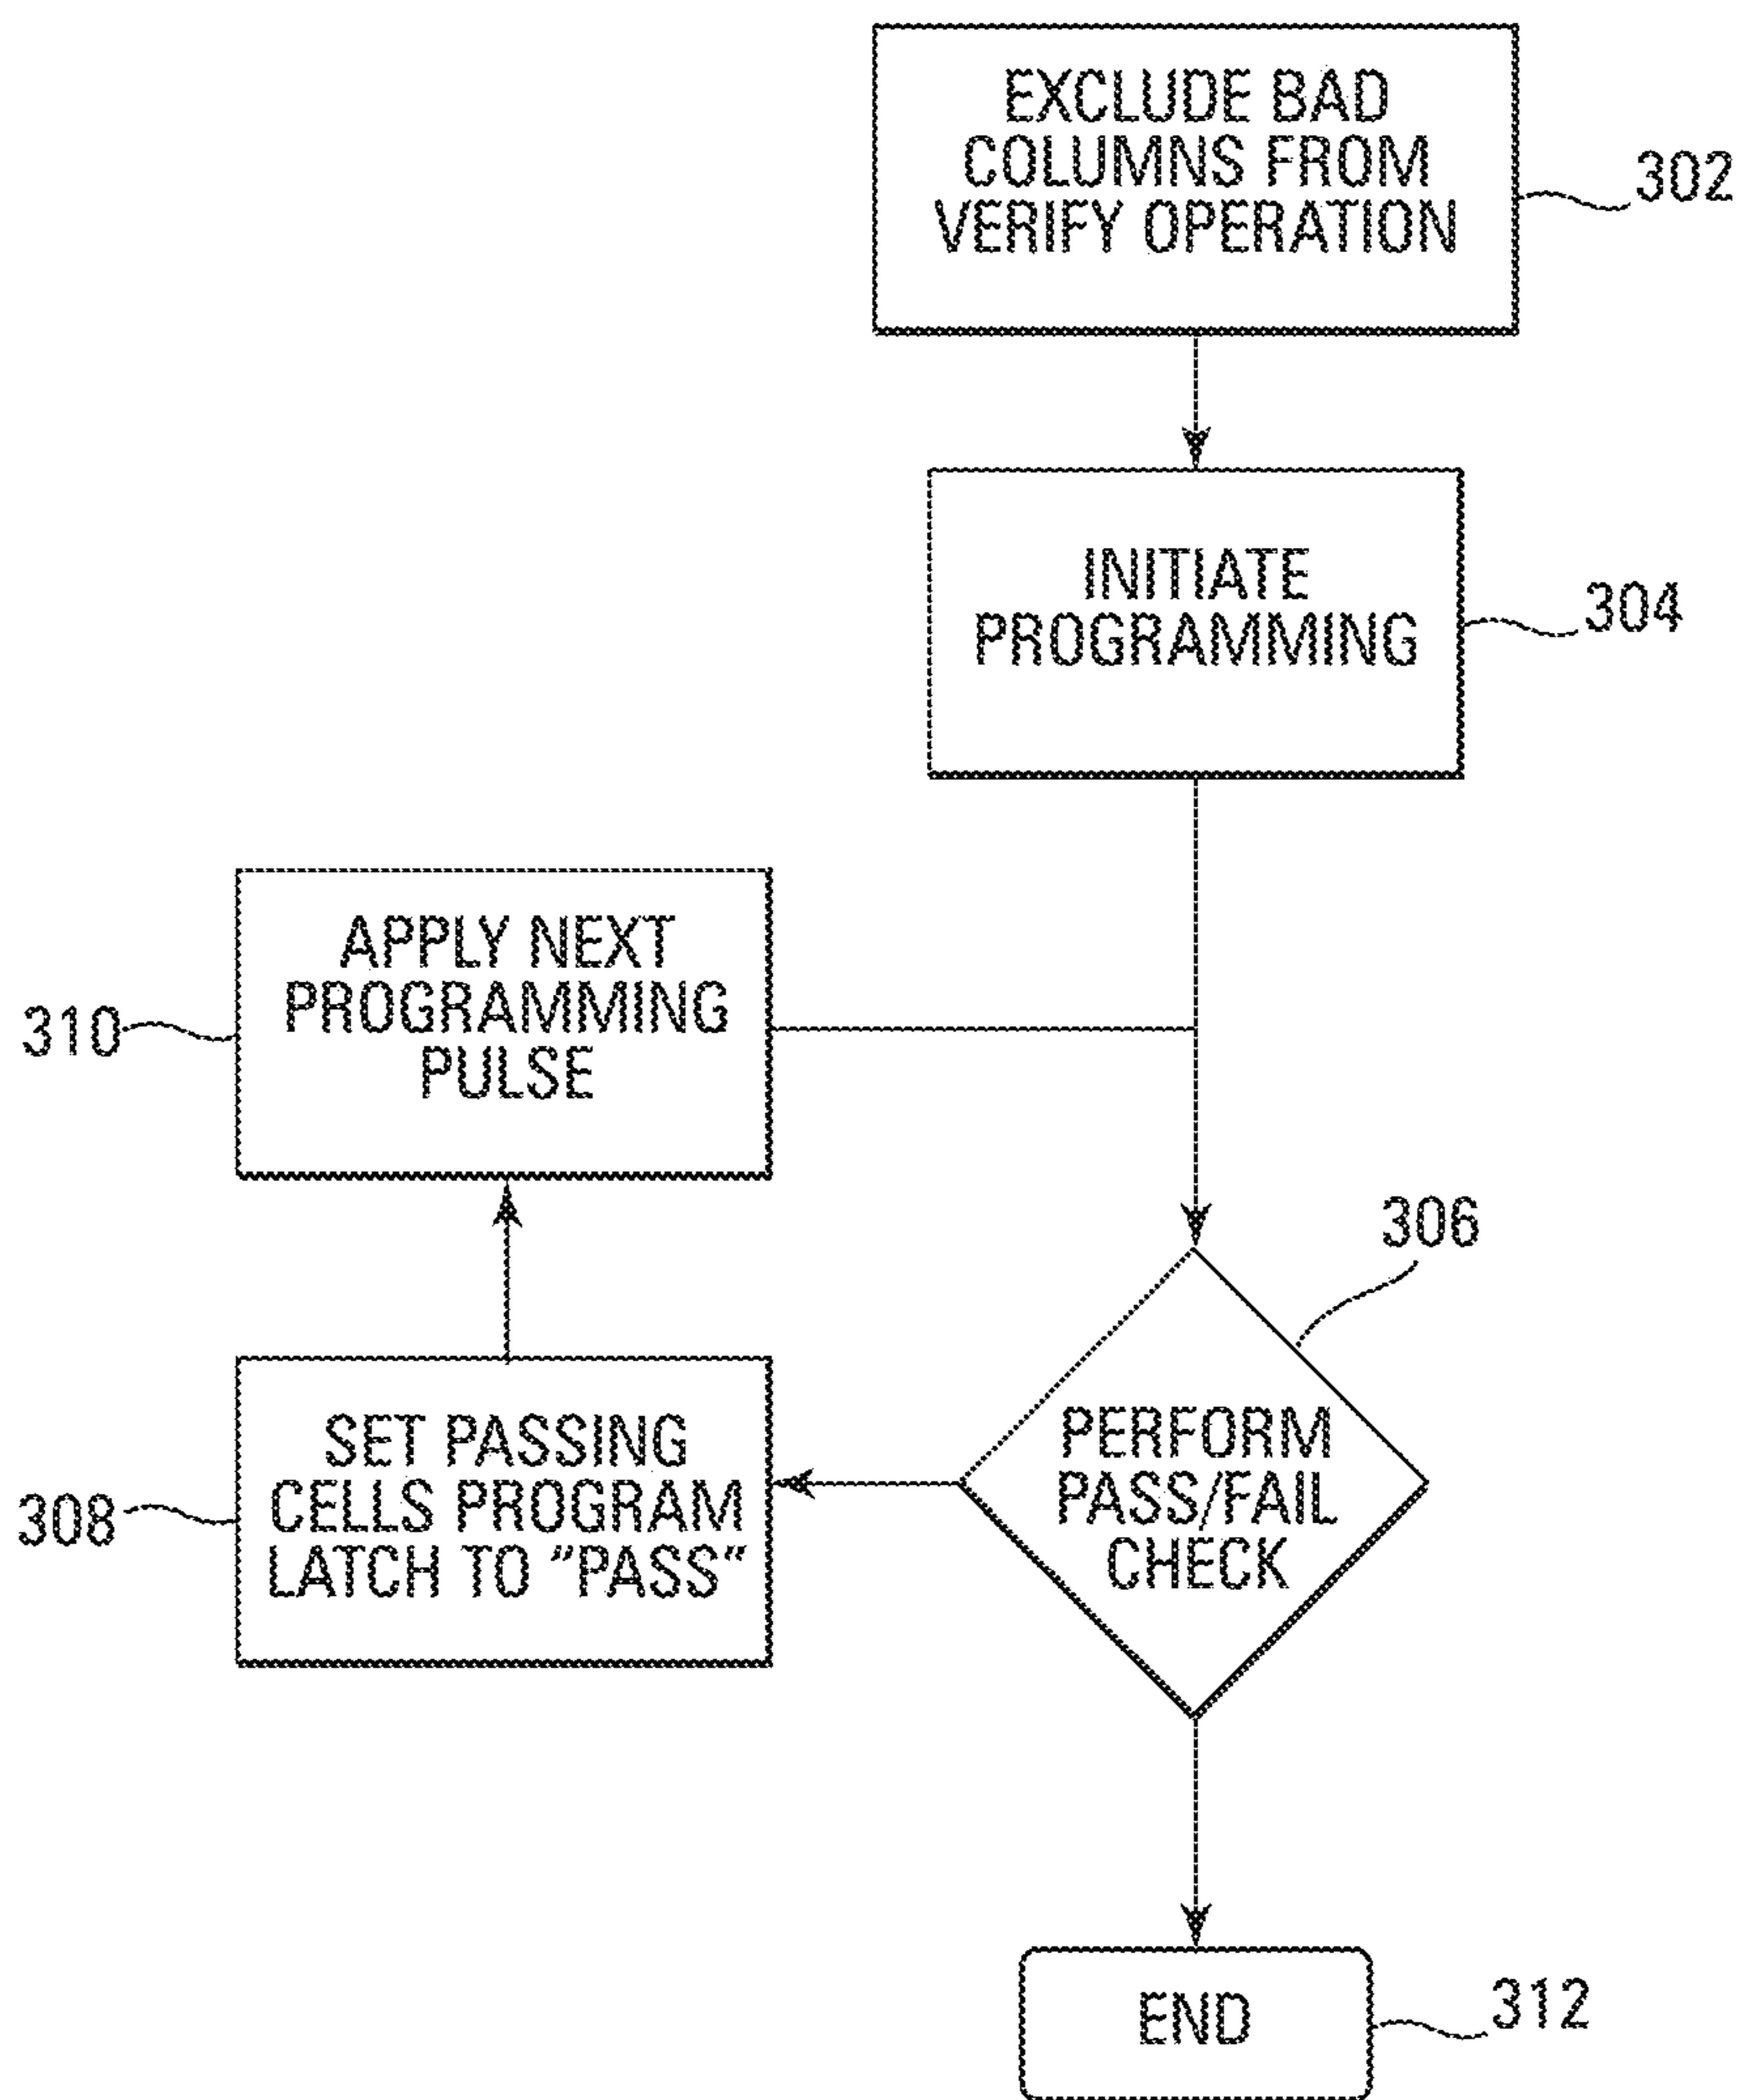 EXCLUDE BAD
COLUMNS FROM
VERIFY OPERATION
302
INITIATE
PROGRAMMING
304
APPLY NEXT
PROGRAMMING
PULSE
310
306
PERFORM
PASS/FAIL
CHECK
SET PASSING
CELLS PROGRAM
LATCH TO "PASS"
308
END
312